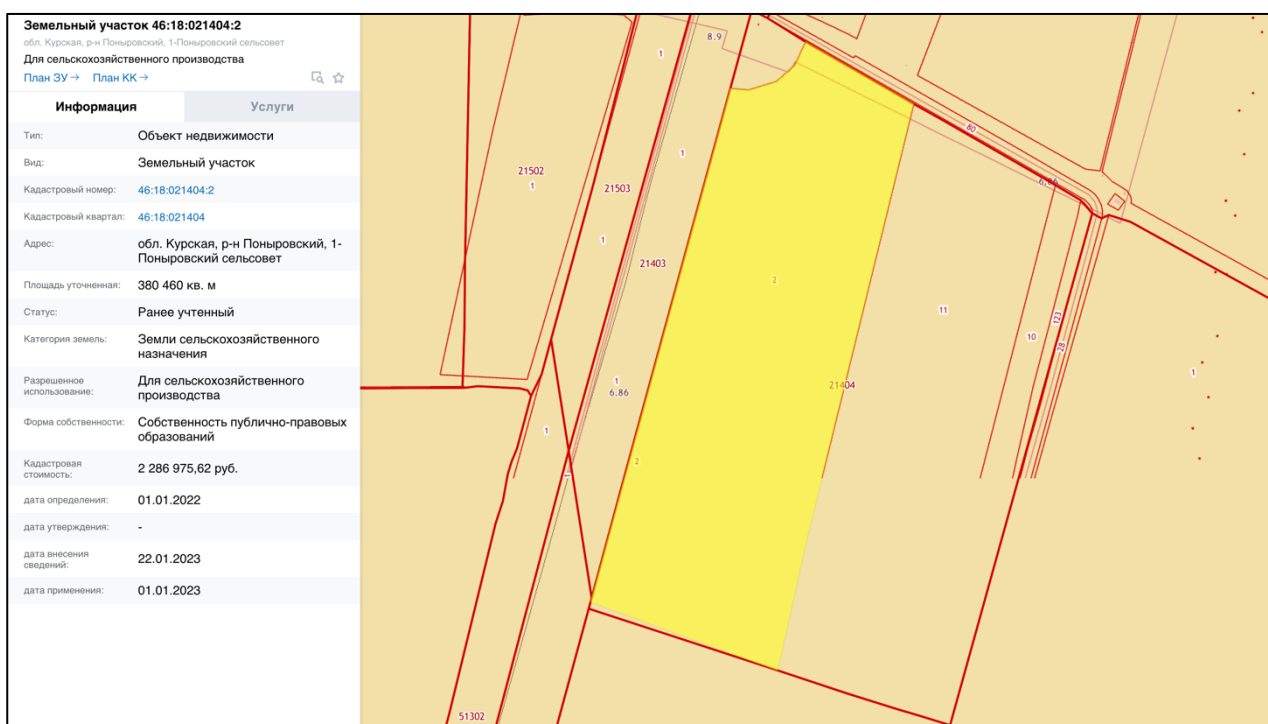 Земельный участок 46:18:021404:2
обл. Курская, р-н Поныровский, 1-Поныровский сельсовет
Для сельскохозяйственного производства
План ЗУ → План КК →
Информация Услуги
Тип: Объект недвижимости
Вид: Земельный участок
Кадастровый номер: 46:18:021404:2
Кадастровый квартал: 46:18:021404
Адрес: обл. Курская, р-н Поныровский, 1-
Поныровский сельсовет
Площадь уточненная: 380 460 кв. м
Статус: Ранее учтенный
Категория земель: Земли сельскохозяйственного
назначения
Разрешенное
использование:
Для сельскохозяйственного
производства
Форма собственности: Собственность публично-правовых
образований
Кадастровая
стоимость:
2 286 975,62 руб.
дата определения: 01.01.2022
дата утверждения: -
дата внесения
сведений:
22.01.2023
дата применения: 01.01.2023
8.9
1
80
1
21502
1
21503
6.86
1
21403
2
11
123
10
28
1
6.86
21404
1
1
2
1
51302